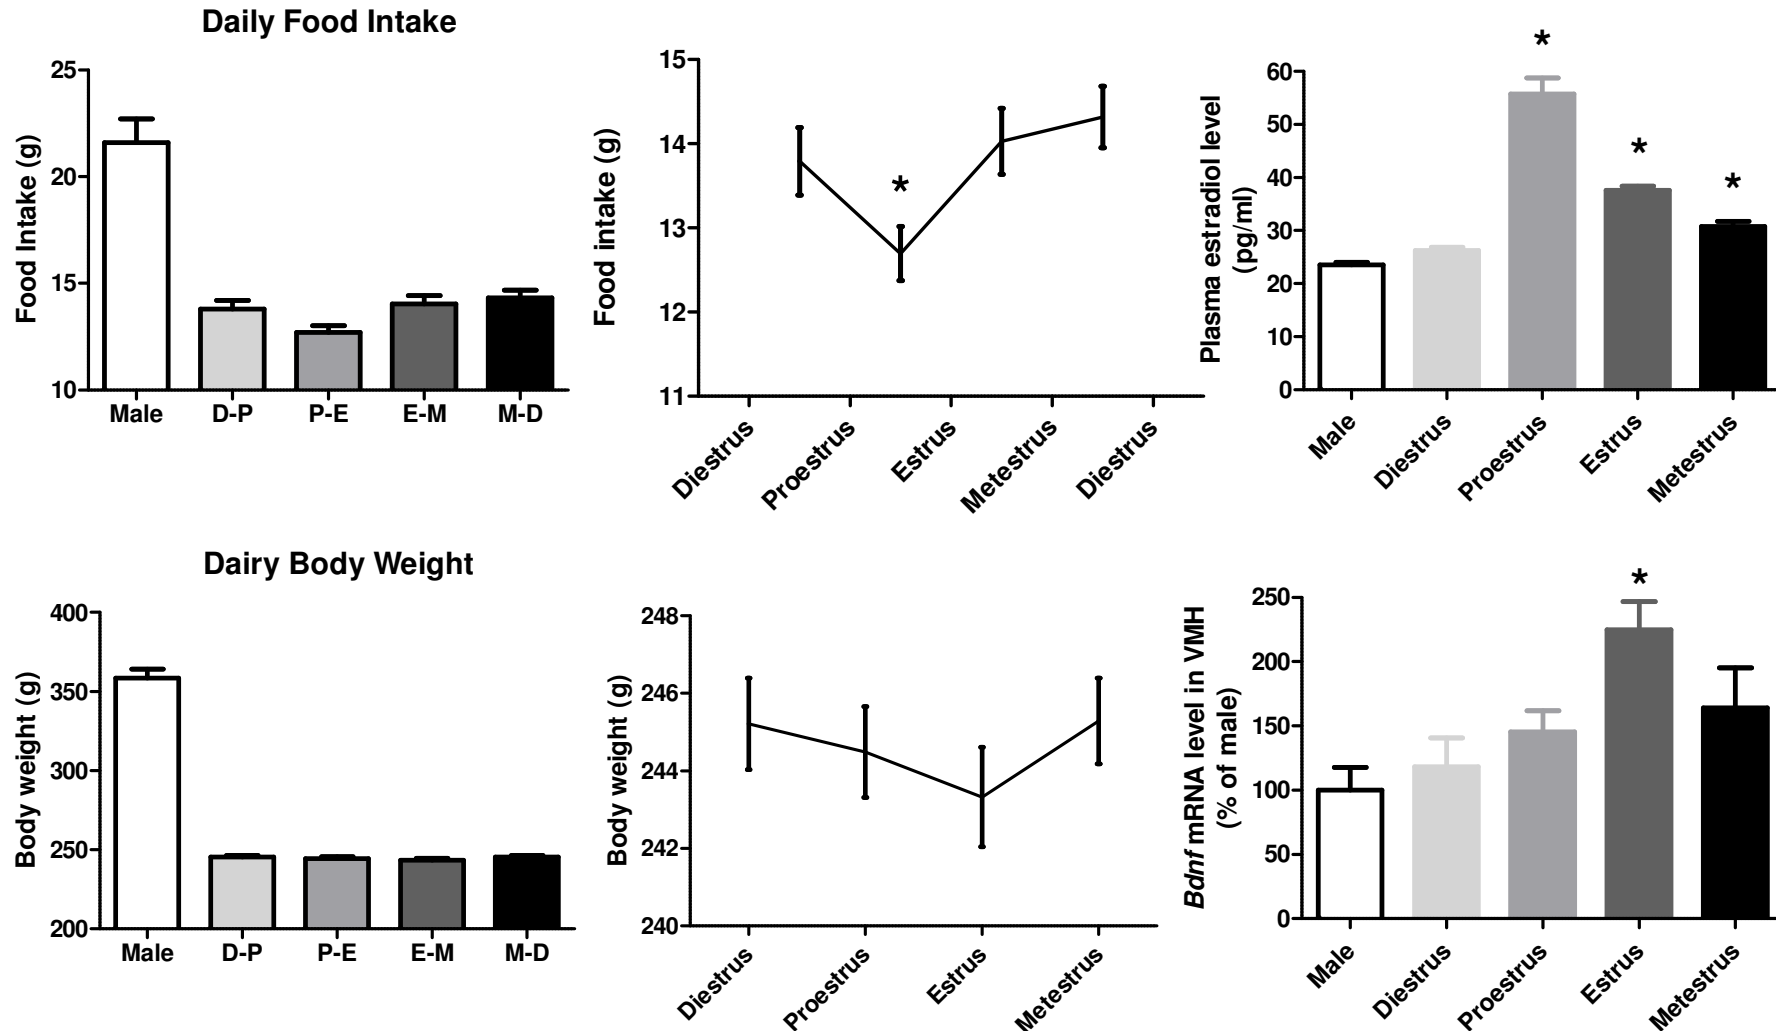 Daily Food Intake
Food Intake (g)
25
20
15
10
Male D-P P-E E-M M-D
Food intake (g)
15
14
13
12
11
*
Diestrus Proestrus Estrus Metestrus Diestrus
Plasma estradiol level
(pg/ml)
60
50
40
30
20
10
0
*
*
*
Male Diestrus Proestrus Estrus Metestrus
Dairy Body Weight
Body weight (g)
400
350
300
250
200
Male D-P P-E E-M M-D
Body weight (g)
248
246
244
242
240
Diestrus Proestrus Estrus Metestrus
Bdnf mRNA level in VMH
(% of male)
250
200
150
100
50
0
*
Male Diestrus Proestrus Estrus Metestrus